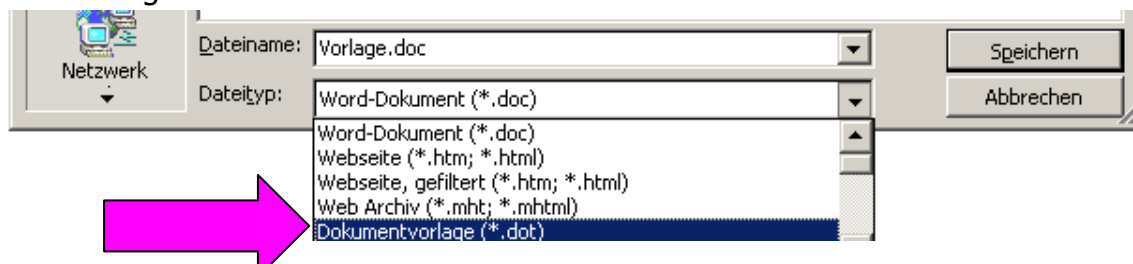 Dateiname: Vorlage.doc Speichern
Netzwerk
Dateityp: Word-Dokument (*.doc) Abbrechen
Word-Dokument (*.doc)
Webseite (*.htm; *.html)
Webseite, gefiltert (*.htm; *.html)
Web Archiv (*.mht; *.mhtml)
Dokumentvorlage (*.dot)